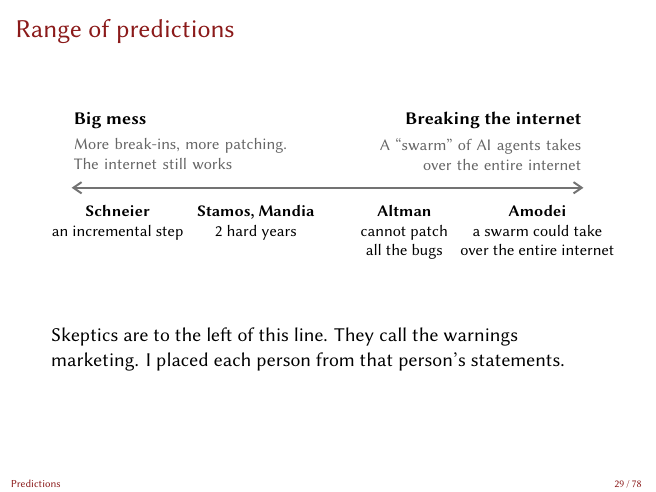 Range of predictions
Big mess
More break-ins, more patching.
The internet still works
Breaking the internet
A “swarm” of AI agents takes
over the entire internet
Schneier
an incremental step
Stamos, Mandia
2 hard years
Altman
cannot patch
all the bugs
Amodei
a swarm could take
over the entire internet
Skeptics are to the left of this line. They call the warnings
marketing. I placed each person from that person’s statements.
Predictions
29 / 78